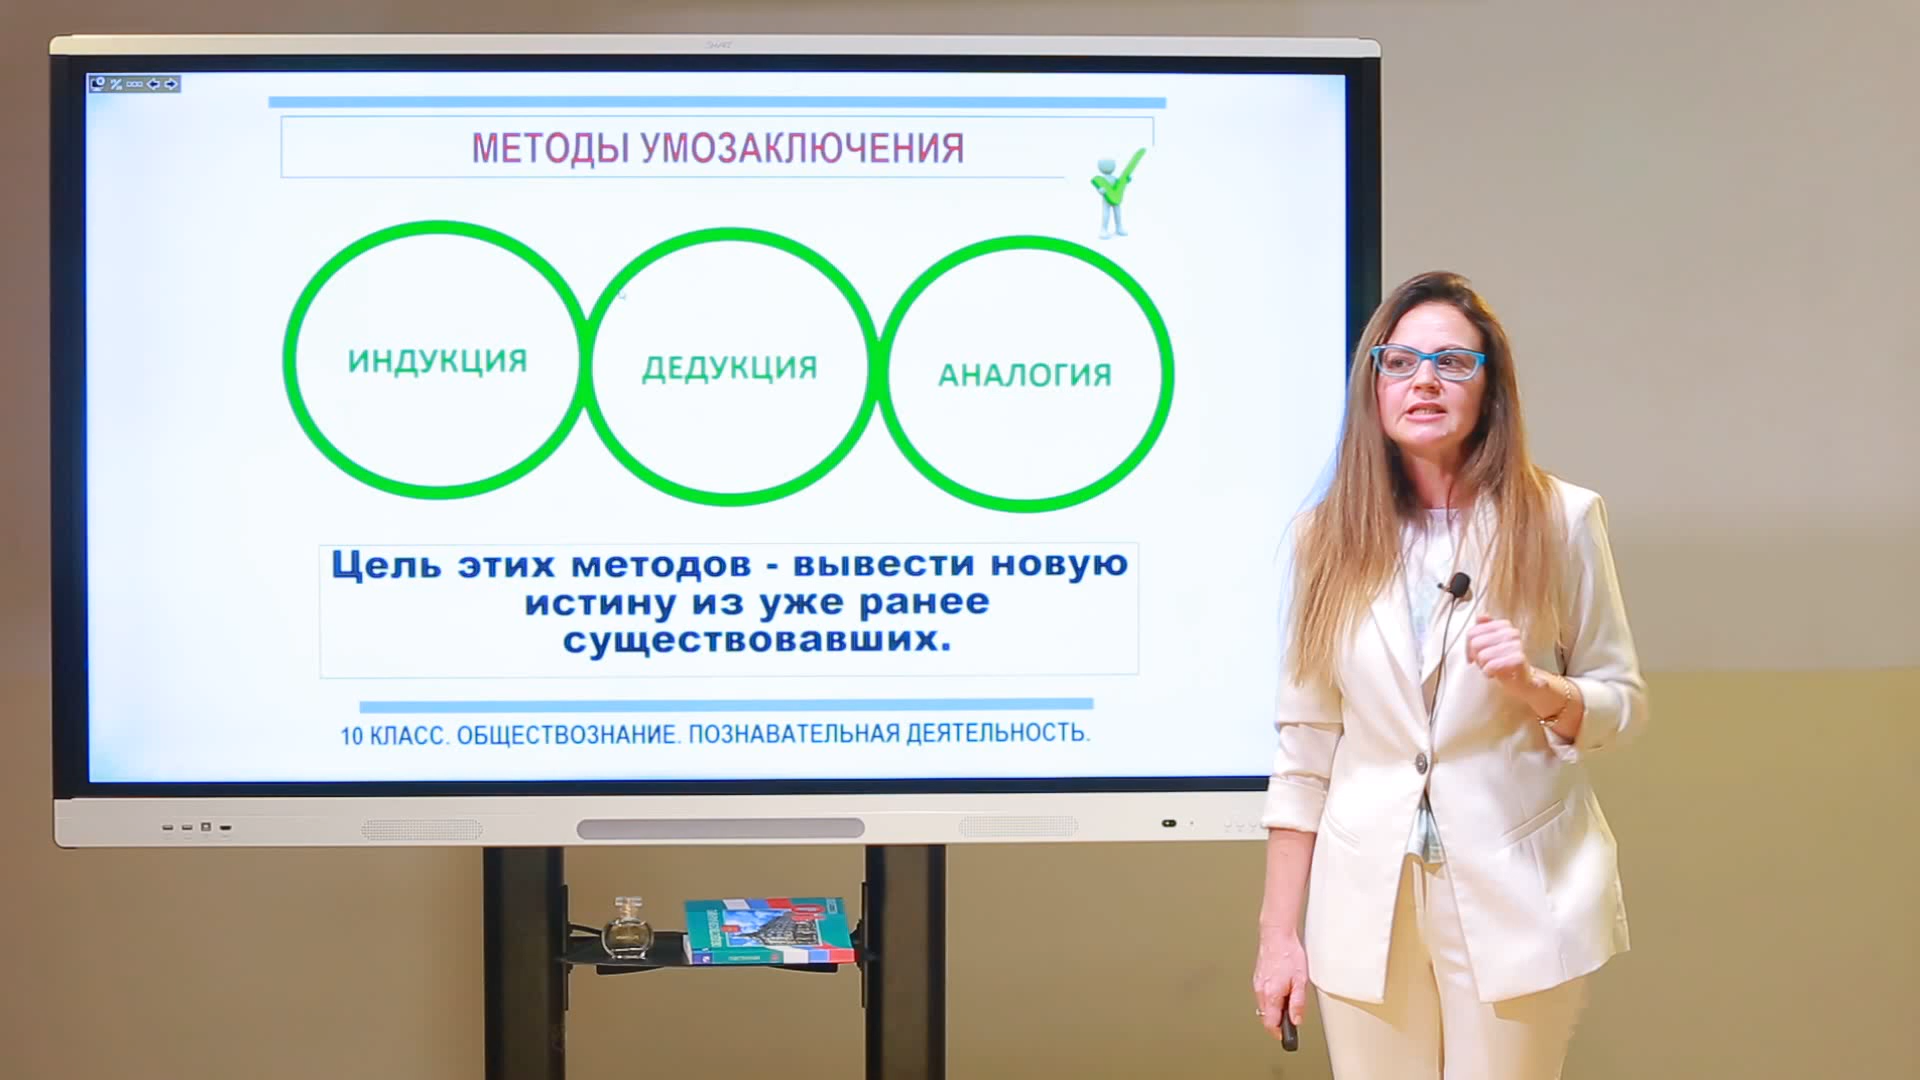 SMART
МЕТОДЫ УМОЗАКЛЮЧЕНИЯ
ИНДУКЦИЯ
ДЕДУКЦИЯ
АНАЛОГИЯ
Цель этих методов - вывести новую
истину из уже ранее
существовавших.
10 КЛАСС. ОБЩЕСТВОЗНАНИЕ. ПОЗНАВАТЕЛЬНАЯ ДЕЯТЕЛЬНОСТЬ.